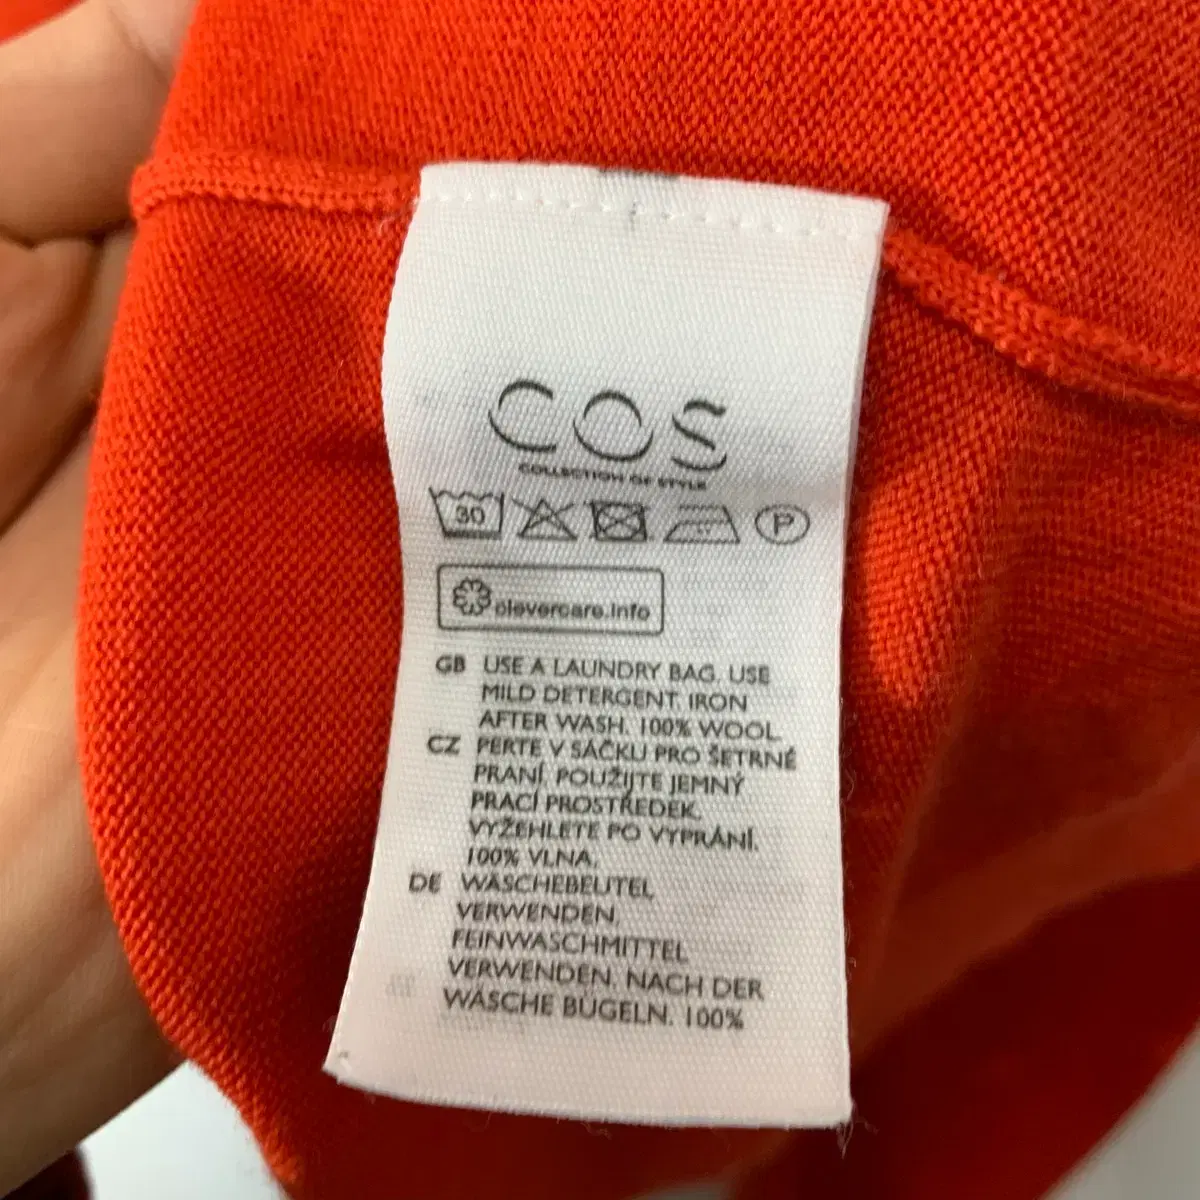 COS
COLLECTION OF STYLE
30 P
clevercare.info
GB USE A LAUNDRY BAG. USE
MILD DETERGENT. IRON
AFTER WASH. 100% WOOL
CZ PERTE V SÁČKU PRO ŠETRNÉ
PRANÍ. POUŽIJTE JEMNÝ
PRACÍ PROSTŘEDEK.
VYŽEHLETE PO VYPRÁNÍ.
100% VLNA.
DE WÄSCHEBEUTEL
VERWENDEN.
FEINWASCHMITTEL
VERWENDEN. NACH DER
WÄSCHE BÜGELN. 100%